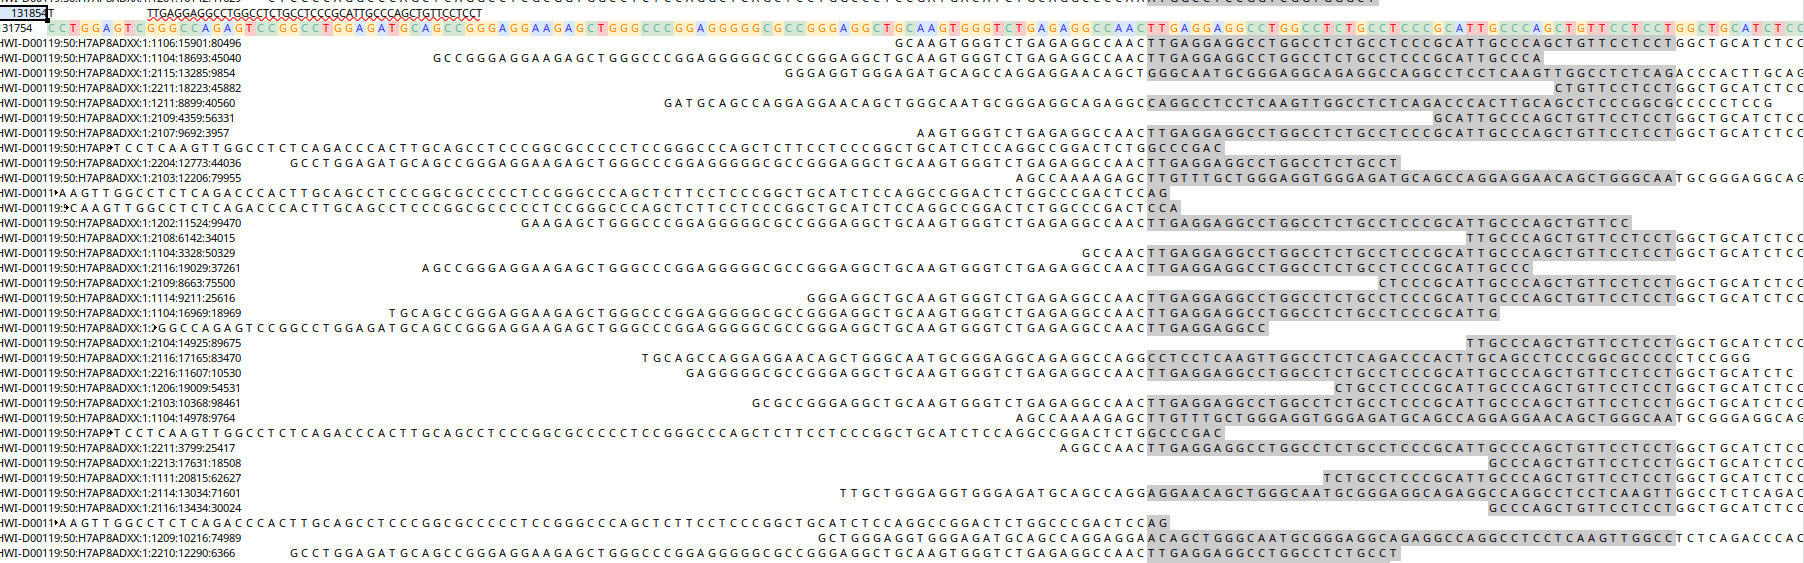 131854
T TTGAGGAGGCCTGGCCTCTGCCTCCCGCATTGCCCAGCTGTTCCTCCT
31754 CCTGGAGTCGGGCCAGAGTCCGGCCTGGAGATGCAGCCGGGAGGAAGAGCTGGGCCCGGAGGGGGCGCCGGGAGGCTGCAAGTGGGTCTGAGAGGCCAACTTGAGGAGGCCTGGCCTCTGCCTCCCGCATTGCCCAGCTGTTCCTCCTGGCTGCATCTCC
HWI-D00119:50:H7AP8ADXX:1:1106:15901:80496 GCAAGTGGGTCTGAGAGGCCAACTTGAGGAGGCCTGGCCTCTGCCTCCCGCATTGCCCAGCTGTTCCTCCTGGCTGCATCTCC
HWI-D00119:50:H7AP8ADXX:1:1104:18693:45040 GCCGGGAGGAAGAGCTGGGCCCGGAGGGGGCGCCGGGAGGCTGCAAGTGGGTCTGAGAGGCCAACTTGAGGAGGCCTGGCCTCTGCCTCCCGCATTGCCCA
HWI-D00119:50:H7AP8ADXX:1:2115:13285:9854 GGGAGGTGGGAGATGCAGCCAGGAGGAACAGCTGGGCAATGCGGGAGGCAGAGGCCAGGCCTCCTCAAGTTGGCCTCTCAGACCCACTTGCAG
HWI-D00119:50:H7AP8ADXX:1:2211:18223:45882 CTGTTCCTCCTGGCTGCATCTCC
HWI-D00119:50:H7AP8ADXX:1:1211:8899:40560 GATGCAGCCAGGAGGAACAGCTGGGCAATGCGGGAGGCAGAGGCCAGGCCTCCTCAAGTTGGCCTCTCAGACCCACTTGCAGCCTCCCGGCGCCCCCTCCG
HWI-D00119:50:H7AP8ADXX:1:2109:4359:56331 GCATTGCCCAGCTGTTCCTCCTGGCTGCATCTCC
HWI-D00119:50:H7AP8ADXX:1:2107:9692:3957 AAGTGGGTCTGAGAGGCCAACTTGAGGAGGCCTGGCCTCTGCCTCCCGCATTGCCCAGCTGTTCCTCCTGGCTGCATCTCC
HWI-D00119:50:H7AP8 TCCTCAAGTTGGCCTCTCAGACCCACTTGCAGCCTCCCGGCGCCCCCTCCGGGCCCAGCTCTTCCTCCCGGCTGCATCTCCAGGCCGGACTCTGGCCCGAC
HWI-D00119:50:H7AP8ADXX:1:2204:12773:44036 GCCTGGAGATGCAGCCGGGAGGAAGAGCTGGGCCCGGAGGGGGCGCCGGGAGGCTGCAAGTGGGTCTGAGAGGCCAACTTGAGGAGGCCTGGCCTCTGCCT
HWI-D00119:50:H7AP8ADXX:1:2103:12206:79955 AGCCAAAAGAGCTTGTTTGCTGGGAGGTGGGAGATGCAGCCAGGAGGAACAGCTGGGCAATGCGGGAGGCAG
HWI-D0011 AAGTTGGCCTCTCAGACCCACTTGCAGCCTCCCGGCGCCCCCTCCGGGCCCAGCTCTTCCTCCCGGCTGCATCTCCAGGCCGGACTCTGGCCCGACTCCAG
HWI-D00119: CAAGTTGGCCTCTCAGACCCACTTGCAGCCTCCCGGCGCCCCCTCCGGGCCCAGCTCTTCCTCCCGGCTGCATCTCCAGGCCGGACTCTGGCCCGACTCCA
HWI-D00119:50:H7AP8ADXX:1:1202:11524:99470 GAAGAGCTGGGCCCGGAGGGGGCGCCGGGAGGCTGCAAGTGGGTCTGAGAGGCCAACTTGAGGAGGCCTGGCCTCTGCCTCCCGCATTGCCCAGCTGTTCC
HWI-D00119:50:H7AP8ADXX:1:2108:6142:34015 TTGCCCAGCTGTTCCTCCTGGCTGCATCTCC
HWI-D00119:50:H7AP8ADXX:1:1104:3328:50329 GCCAACTTGAGGAGGCCTGGCCTCTGCCTCCCGCATTGCCCAGCTGTTCCTCCTGGCTGCATCTCC
HWI-D00119:50:H7AP8ADXX:1:2116:19029:37261 AGCCGGGAGGAAGAGCTGGGCCCGGAGGGGGCGCCGGGAGGCTGCAAGTGGGTCTGAGAGGCCAACTTGAGGAGGCCTGGCCTCTGCCTCCCGCATTGCCC
HWI-D00119:50:H7AP8ADXX:1:2109:8663:75500 CTCCCGCATTGCCCAGCTGTTCCTCCTGGCTGCATCTCC
HWI-D00119:50:H7AP8ADXX:1:1114:9211:25616 GGGAGGCTGCAAGTGGGTCTGAGAGGCCAACTTGAGGAGGCCTGGCCTCTGCCTCCCGCATTGCCCAGCTGTTCCTCCTGGCTGCATCTCC
HWI-D00119:50:H7AP8ADXX:1:1104:16969:18969 TGCAGCCGGGAGGAAGAGCTGGGCCCGGAGGGGGCGCCGGGAGGCTGCAAGTGGGTCTGAGAGGCCAACTTGAGGAGGCCTGGCCTCTGCCTCCCGCATTG
HWI-D00119:50:H7AP8ADXX:1: GGCCAGAGTCCGGCCTGGAGATGCAGCCGGGAGGAAGAGCTGGGCCCGGAGGGGGCGCCGGGAGGCTGCAAGTGGGTCTGAGAGGCCAACTTGAGGAGGCC
HWI-D00119:50:H7AP8ADXX:1:2104:14925:89675 TTGCCCAGCTGTTCCTCCTGGCTGCATCTCC
HWI-D00119:50:H7AP8ADXX:1:2116:17165:83470 TGCAGCCAGGAGGAACAGCTGGGCAATGCGGGAGGCAGAGGCCAGGCCTCCTCAAGTTGGCCTCTCAGACCCACTTGCAGCCTCCCGGCGCCCCCTCCGGG
HWI-D00119:50:H7AP8ADXX:1:2216:11607:10530 GAGGGGGCGCCGGGAGGCTGCAAGTGGGTCTGAGAGGCCAACTTGAGGAGGCCTGGCCTCTGCCTCCCGCATTGCCCAGCTGTTCCTCCTGGCTGCATCTC
HWI-D00119:50:H7AP8ADXX:1:1206:19009:54531 CTGCCTCCCGCATTGCCCAGCTGTTCCTCCTGGCTGCATCTCC
HWI-D00119:50:H7AP8ADXX:1:2103:10368:98461 GCGCCGGGAGGCTGCAAGTGGGTCTGAGAGGCCAACTTGAGGAGGCCTGGCCTCTGCCTCCCGCATTGCCCAGCTGTTCCTCCTGGCTGCATCTCC
HWI-D00119:50:H7AP8ADXX:1:1104:14978:9764 AGCCAAAAGAGCTTGTTTGCTGGGAGGTGGGAGATGCAGCCAGGAGGAACAGCTGGGCAATGCGGGAGGCAG
HWI-D00119:50:H7AP8 TCCTCAAGTTGGCCTCTCAGACCCACTTGCAGCCTCCCGGCGCCCCCTCCGGGCCCAGCTCTTCCTCCCGGCTGCATCTCCAGGCCGGACTCTGGCCCGAC
HWI-D00119:50:H7AP8ADXX:1:2211:3799:25417 AGGCCAACTTGAGGAGGCCTGGCCTCTGCCTCCCGCATTGCCCAGCTGTTCCTCCTGGCTGCATCTCC
HWI-D00119:50:H7AP8ADXX:1:2213:17631:18508 GCCCAGCTGTTCCTCCTGGCTGCATCTCC
HWI-D00119:50:H7AP8ADXX:1:1111:20815:62627 TCTGCCTCCCGCATTGCCCAGCTGTTCCTCCTGGCTGCATCTCC
HWI-D00119:50:H7AP8ADXX:1:2114:13034:71601 TTGCTGGGAGGTGGGAGATGCAGCCAGGAGGAACAGCTGGGCAATGCGGGAGGCAGAGGCCAGGCCTCCTCAAGTTGGCCTCTCAGAC
HWI-D00119:50:H7AP8ADXX:1:2116:13434:30024 GCCCAGCTGTTCCTCCTGGCTGCATCTCC
HWI-D0011 AAGTTGGCCTCTCAGACCCACTTGCAGCCTCCCGGCGCCCCCTCCGGGCCCAGCTCTTCCTCCCGGCTGCATCTCCAGGCCGGACTCTGGCCCGACTCCAG
HWI-D00119:50:H7AP8ADXX:1:1209:10216:74989 GCTGGGAGGTGGGAGATGCAGCCAGGAGGAACAGCTGGGCAATGCGGGAGGCAGAGGCCAGGCCTCCTCAAGTTGGCCTCTCAGACCCAC
HWI-D00119:50:H7AP8ADXX:1:2210:12290:6366 GCCTGGAGATGCAGCCGGGAGGAAGAGCTGGGCCCGGAGGGGGCGCCGGGAGGCTGCAAGTGGGTCTGAGAGGCCAACTTGAGGAGGCCTGGCCTCTGCCT